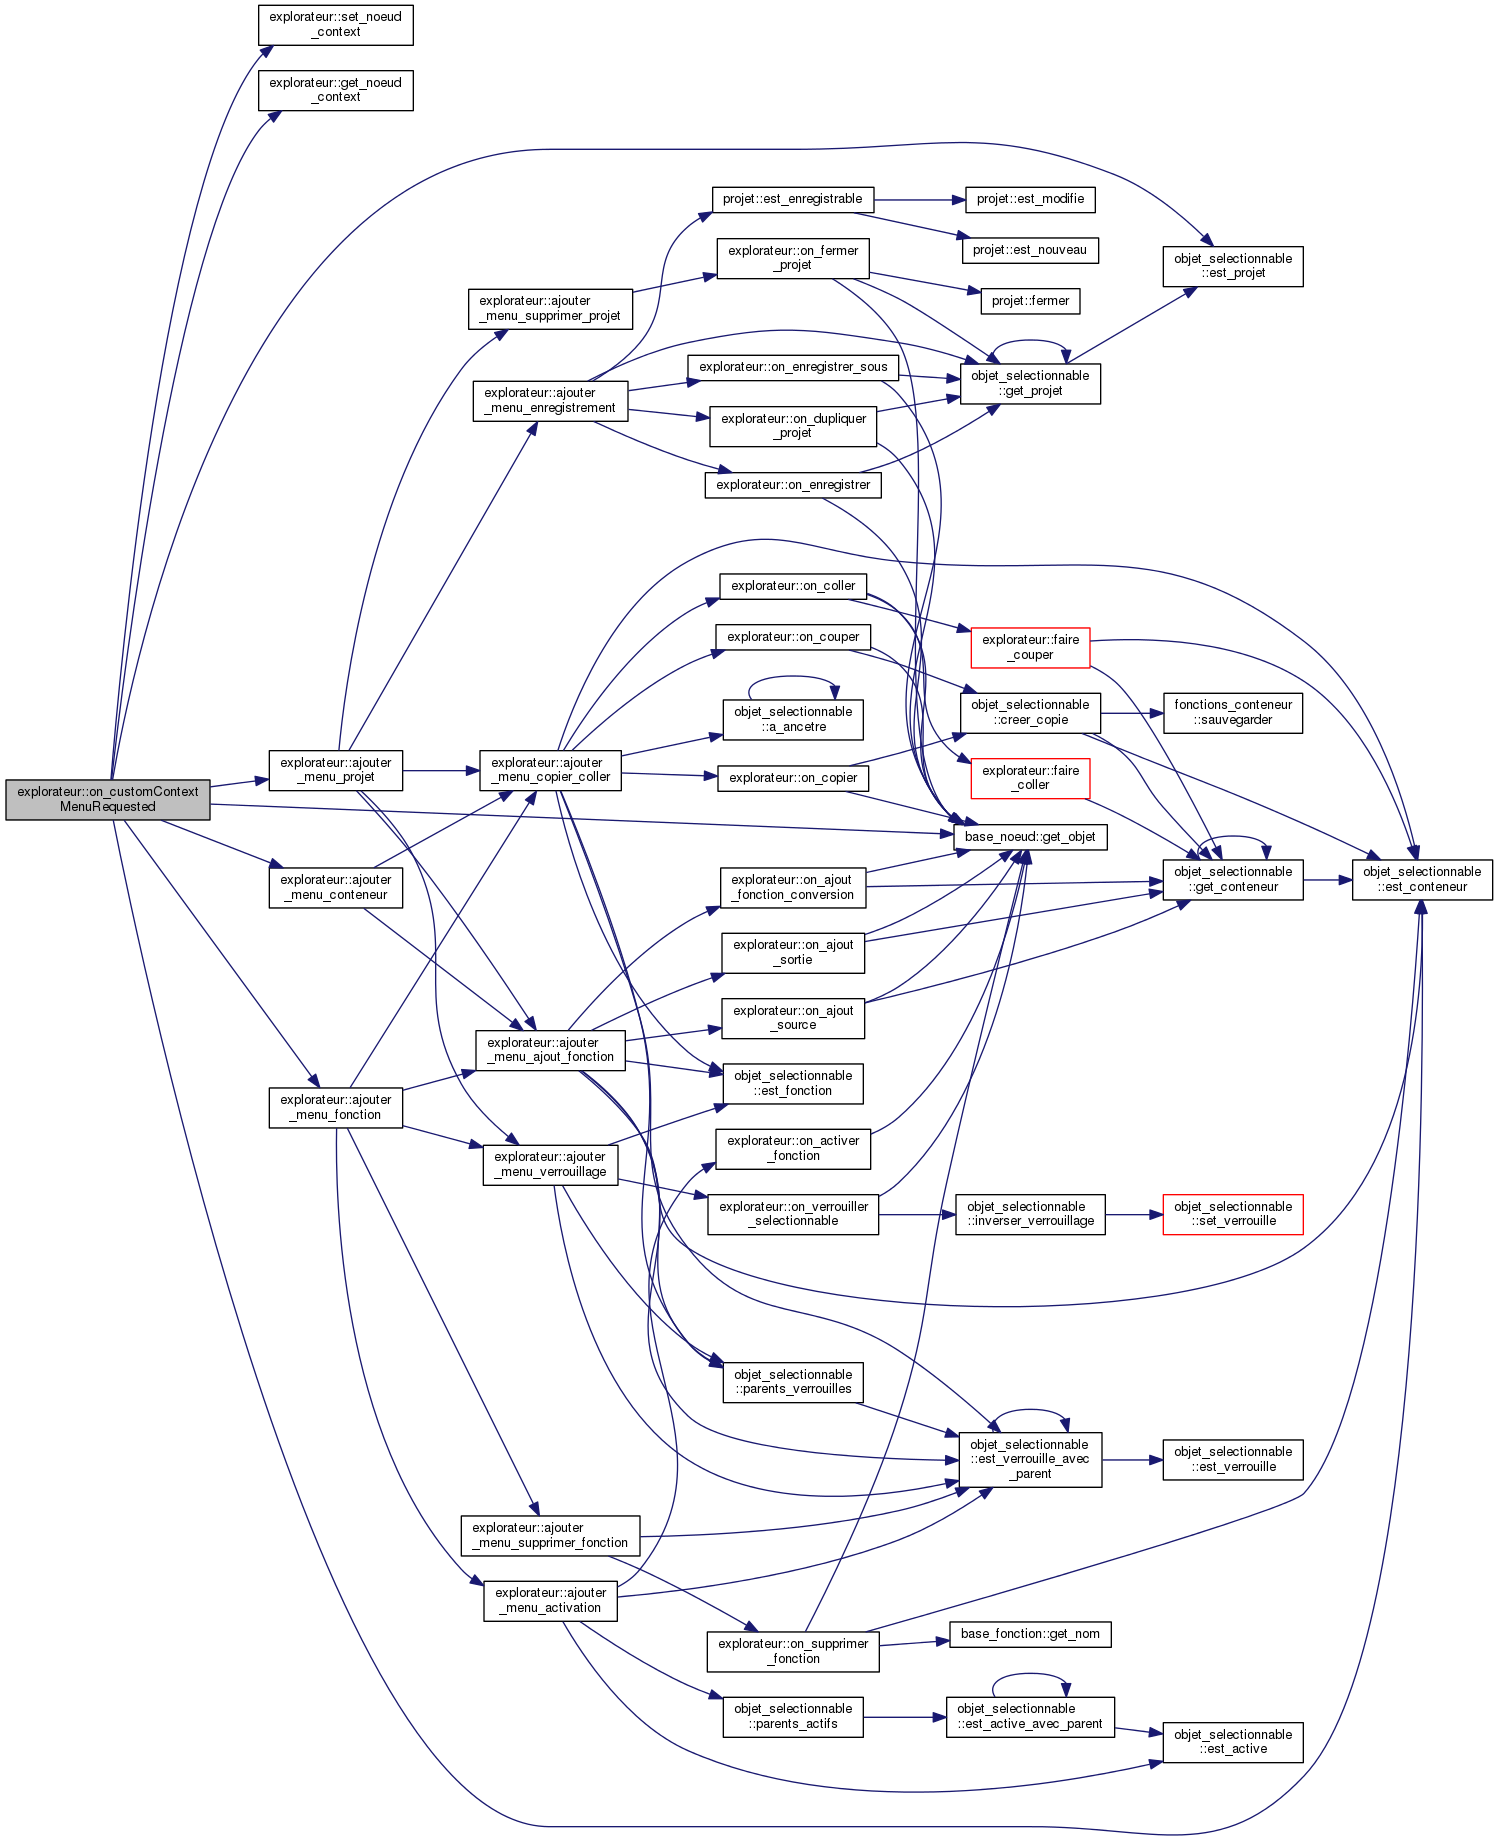 explorateur::set_noeud
_context
explorateur::get_noeud
_context
projet::est_enregistrable
projet::est_modifie
explorateur::on_fermer
_projet
projet::est_nouveau
objet_selectionnable
::est_projet
explorateur::ajouter
_menu_supprimer_projet
projet::fermer
explorateur::on_enregistrer_sous
objet_selectionnable
::get_projet
explorateur::ajouter
_menu_enregistrement
explorateur::on_dupliquer
_projet
explorateur::on_enregistrer
explorateur::on_coller
explorateur::on_couper
explorateur::faire
_couper
objet_selectionnable
::a_ancetre
objet_selectionnable
::creer_copie
fonctions_conteneur
::sauvegarder
explorateur::on_customContext
MenuRequested
explorateur::ajouter
_menu_projet
explorateur::ajouter
_menu_copier_coller
explorateur::on_copier
explorateur::faire
_coller
base_noeud::get_objet
explorateur::ajouter
_menu_conteneur
explorateur::on_ajout
_fonction_conversion
objet_selectionnable
::get_conteneur
objet_selectionnable
::est_conteneur
explorateur::on_ajout
_sortie
explorateur::on_ajout
_source
explorateur::ajouter
_menu_ajout_fonction
objet_selectionnable
::est_fonction
explorateur::ajouter
_menu_fonction
explorateur::on_activer
_fonction
explorateur::ajouter
_menu_verrouillage
explorateur::on_verrouiller
_selectionnable
objet_selectionnable
::inverser_verrouillage
objet_selectionnable
::set_verrouille
objet_selectionnable
::parents_verrouilles
objet_selectionnable
::est_verrouille_avec
_parent
objet_selectionnable
::est_verrouille
explorateur::ajouter
_menu_supprimer_fonction
explorateur::ajouter
_menu_activation
explorateur::on_supprimer
_fonction
base_fonction::get_nom
objet_selectionnable
::parents_actifs
objet_selectionnable
::est_active_avec_parent
objet_selectionnable
::est_active